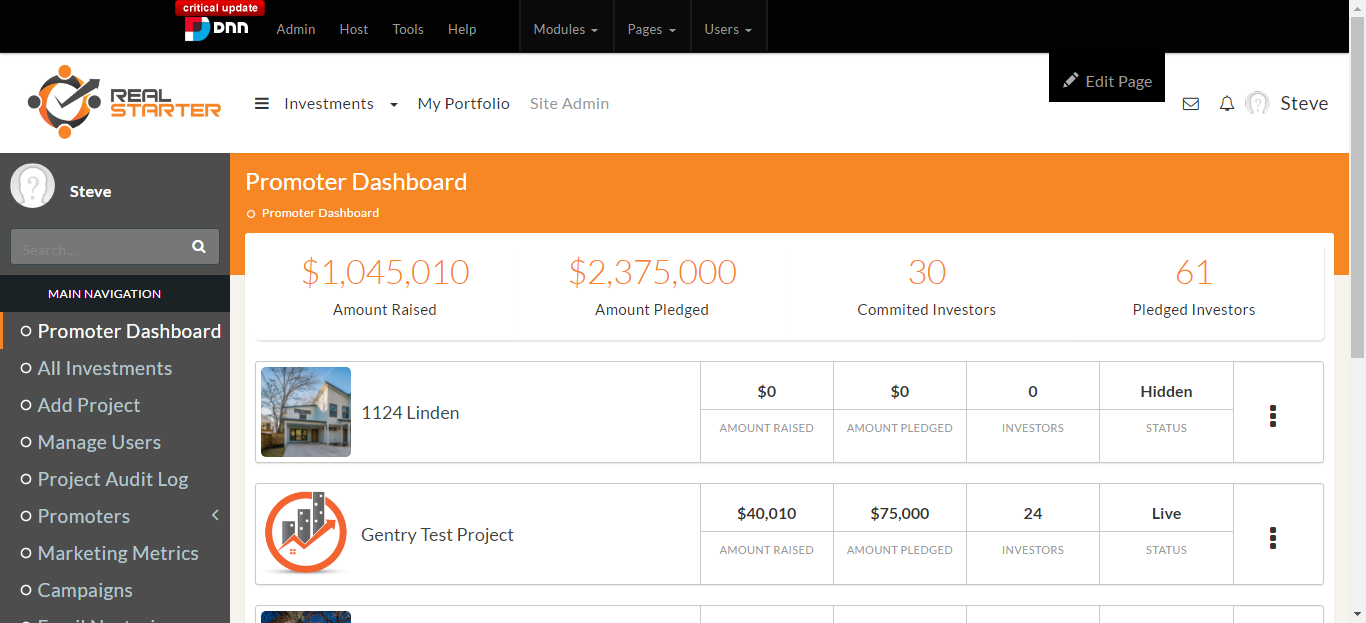 critical update
DNN
Admin Host Tools Help Modules Pages Users
Edit Page
REAL
STARTER
Investments My Portfolio Site Admin
Steve
Steve
Search...
MAIN NAVIGATION
Promoter Dashboard
All Investments
Add Project
Manage Users
Project Audit Log
Promoters
Marketing Metrics
Campaigns
Promoter Dashboard
Promoter Dashboard
$1,045,010 $2,375,000 30 61
Amount Raised Amount Pledged Commited Investors Pledged Investors
1124 Linden
$0 $0 0 Hidden
AMOUNT RAISED AMOUNT PLEDGED INVESTORS STATUS
Gentry Test Project
$40,010 $75,000 24 Live
AMOUNT RAISED AMOUNT PLEDGED INVESTORS STATUS